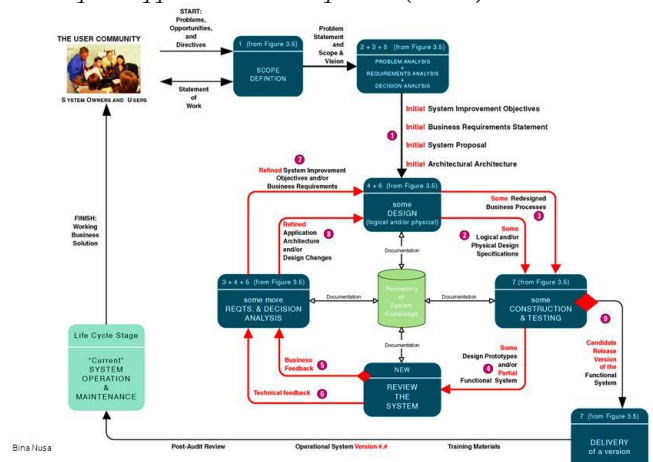 START:
Problems,
Opportunities,
and
Directives
THE USER COMMUNITY
SYSTEM OWNERS AND USERS
Statement
of
Work
1 (from Figure 3.5)
SCOPE
DEFINTION
Problem
Statement
and
Scope &
Vision
2 + 3 + 5 (from Figure 3.5)
PROBLEM ANALYSIS
+
REQUIREMENTS ANALYSIS
+
DECISION ANALYSIS
1
Initial System Improvement Objectives
Initial Business Requirements Statement
Initial System Proposal
Initial Architectural Architecture
7
Refined System Improvement
Objectives and/or
Business Requirements
4 + 6 (from Figure 3.5)
some
DESIGN
(logical and/or physical)
Some Redesigned
Business Processes
3
Refined
Application
Architecture
and/or
Design Changes
8
Some
Logical and/or
Physical Design
Specifications
2
Documentation
FINISH:
Working
Business
Solution
3 + 4 + 5 (from Figure 3.5)
some more
REQTS. & DECISION
ANALYSIS
Documentation
Repository
of
System
Knowledge
Documentation
7 (from Figure 3.5)
some
CONSTRUCTION
& TESTING
9
Life Cycle Stage
"Current"
SYSTEM
OPERATION
&
MAINTENANCE
Documentation
Some
Design Prototypes
and/or Partial
Functional System
4
Business
Feedback
5
Technical feedback
6
NEW
REVIEW
THE
SYSTEM
Candidate
Release
Version
of the
Functional
System
7 (from Figure 3.5)
DELIVERY
of a version
Bina Nusa
Post-Audit Review
Operational System Version #.#
Training Materials